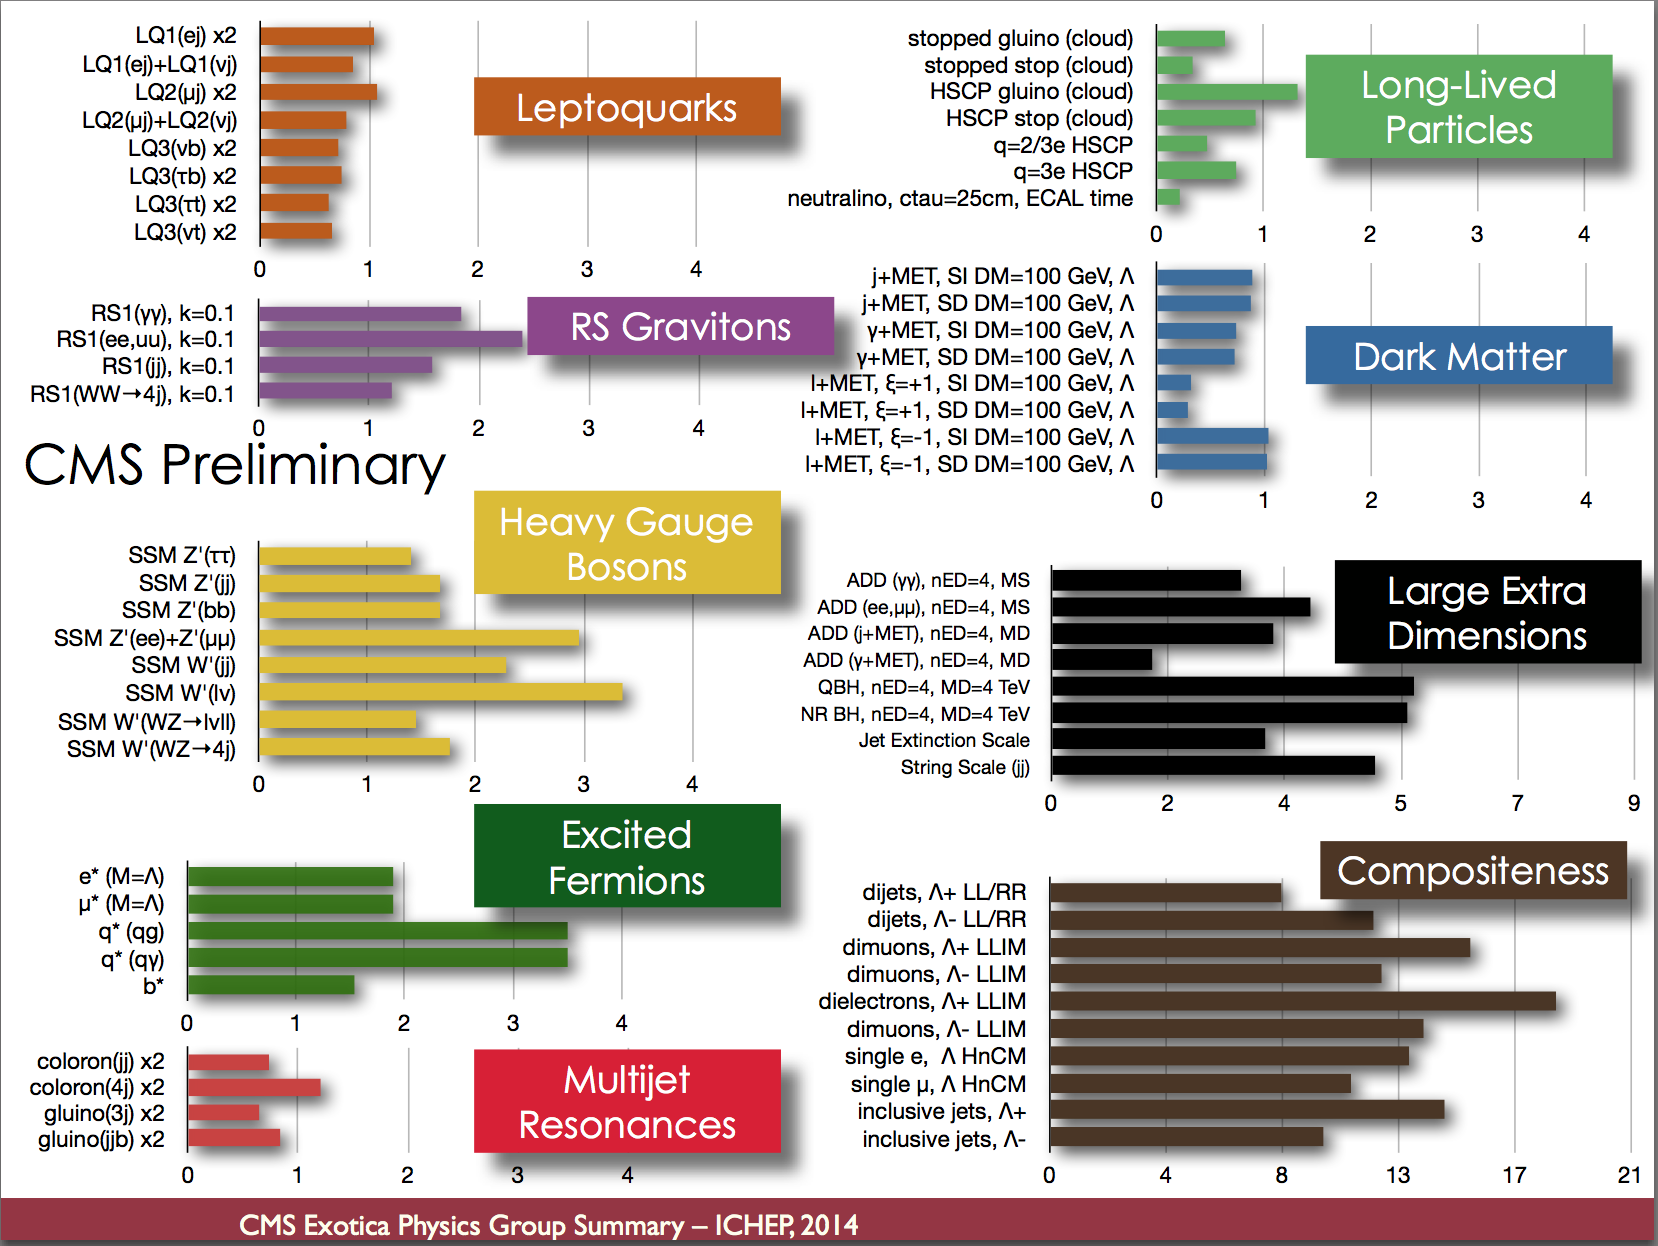 LQ1(ej) x2
LQ1(ej)+LQ1(νj)
LQ2(μj) x2
LQ2(μj)+LQ2(νj)
LQ3(νb) x2
LQ3(τb) x2
LQ3(τt) x2
LQ3(vt) x2
0 1 2 3 4
Leptoquarks
RS1(γγ), k=0.1
RS1(ee,uu), k=0.1
RS1(jj), k=0.1
RS1(WW→4j), k=0.1
0 1 2 3 4
RS Gravitons
CMS Preliminary
Heavy Gauge
Bosons
SSM Z'(ττ)
SSM Z'(jj)
SSM Z'(bb)
SSM Z'(ee)+Z'(μμ)
SSM W'(jj)
SSM W'(lν)
SSM W'(WZ→lνll)
SSM W'(WZ→4j)
0 1 2 3 4
Excited
Fermions
e* (M=Λ)
μ* (M=Λ)
q* (qg)
q* (qγ)
b*
0 1 2 3 4
coloron(jj) x2
coloron(4j) x2
gluino(3j) x2
gluino(jjb) x2
0 1 2 3 4
Multijet
Resonances
stopped gluino (cloud)
stopped stop (cloud)
HSCP gluino (cloud)
HSCP stop (cloud)
q=2/3e HSCP
q=3e HSCP
neutralino, ctau=25cm, ECAL time
0 1 2 3 4
Long-Lived
Particles
j+MET, SI DM=100 GeV, Λ
j+MET, SD DM=100 GeV, Λ
γ+MET, SI DM=100 GeV, Λ
γ+MET, SD DM=100 GeV, Λ
l+MET, ξ=+1, SI DM=100 GeV, Λ
l+MET, ξ=+1, SD DM=100 GeV, Λ
l+MET, ξ=-1, SI DM=100 GeV, Λ
l+MET, ξ=-1, SD DM=100 GeV, Λ
0 1 2 3 4
Dark Matter
ADD (γγ), nED=4, MS
ADD (ee,μμ), nED=4, MS
ADD (j+MET), nED=4, MD
ADD (γ+MET), nED=4, MD
QBH, nED=4, MD=4 TeV
NR BH, nED=4, MD=4 TeV
Jet Extinction Scale
String Scale (jj)
0 2 4 5 7 9
Large Extra
Dimensions
Compositeness
dijets, Λ+ LL/RR
dijets, Λ- LL/RR
dimuons, Λ+ LLIM
dimuons, Λ- LLIM
dielectrons, Λ+ LLIM
dimuons, Λ- LLIM
single e, Λ HnCM
single μ, Λ HnCM
inclusive jets, Λ+
inclusive jets, Λ-
0 4 8 13 17 21
CMS Exotica Physics Group Summary – ICHEP, 2014